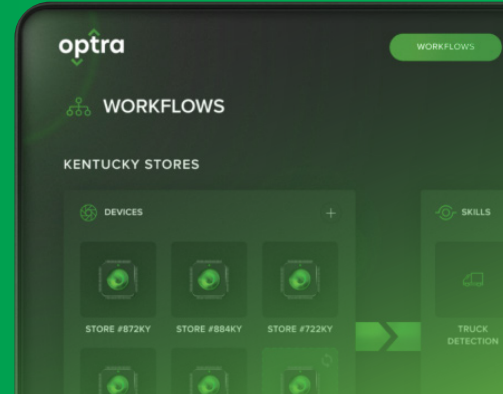 optra
WORKFLOWS
WORKFLOWS
KENTUCKY STORES
DEVICES
SKILLS
STORE #872KY
STORE #884KY
STORE #722KY
TRUCK
DETECTION